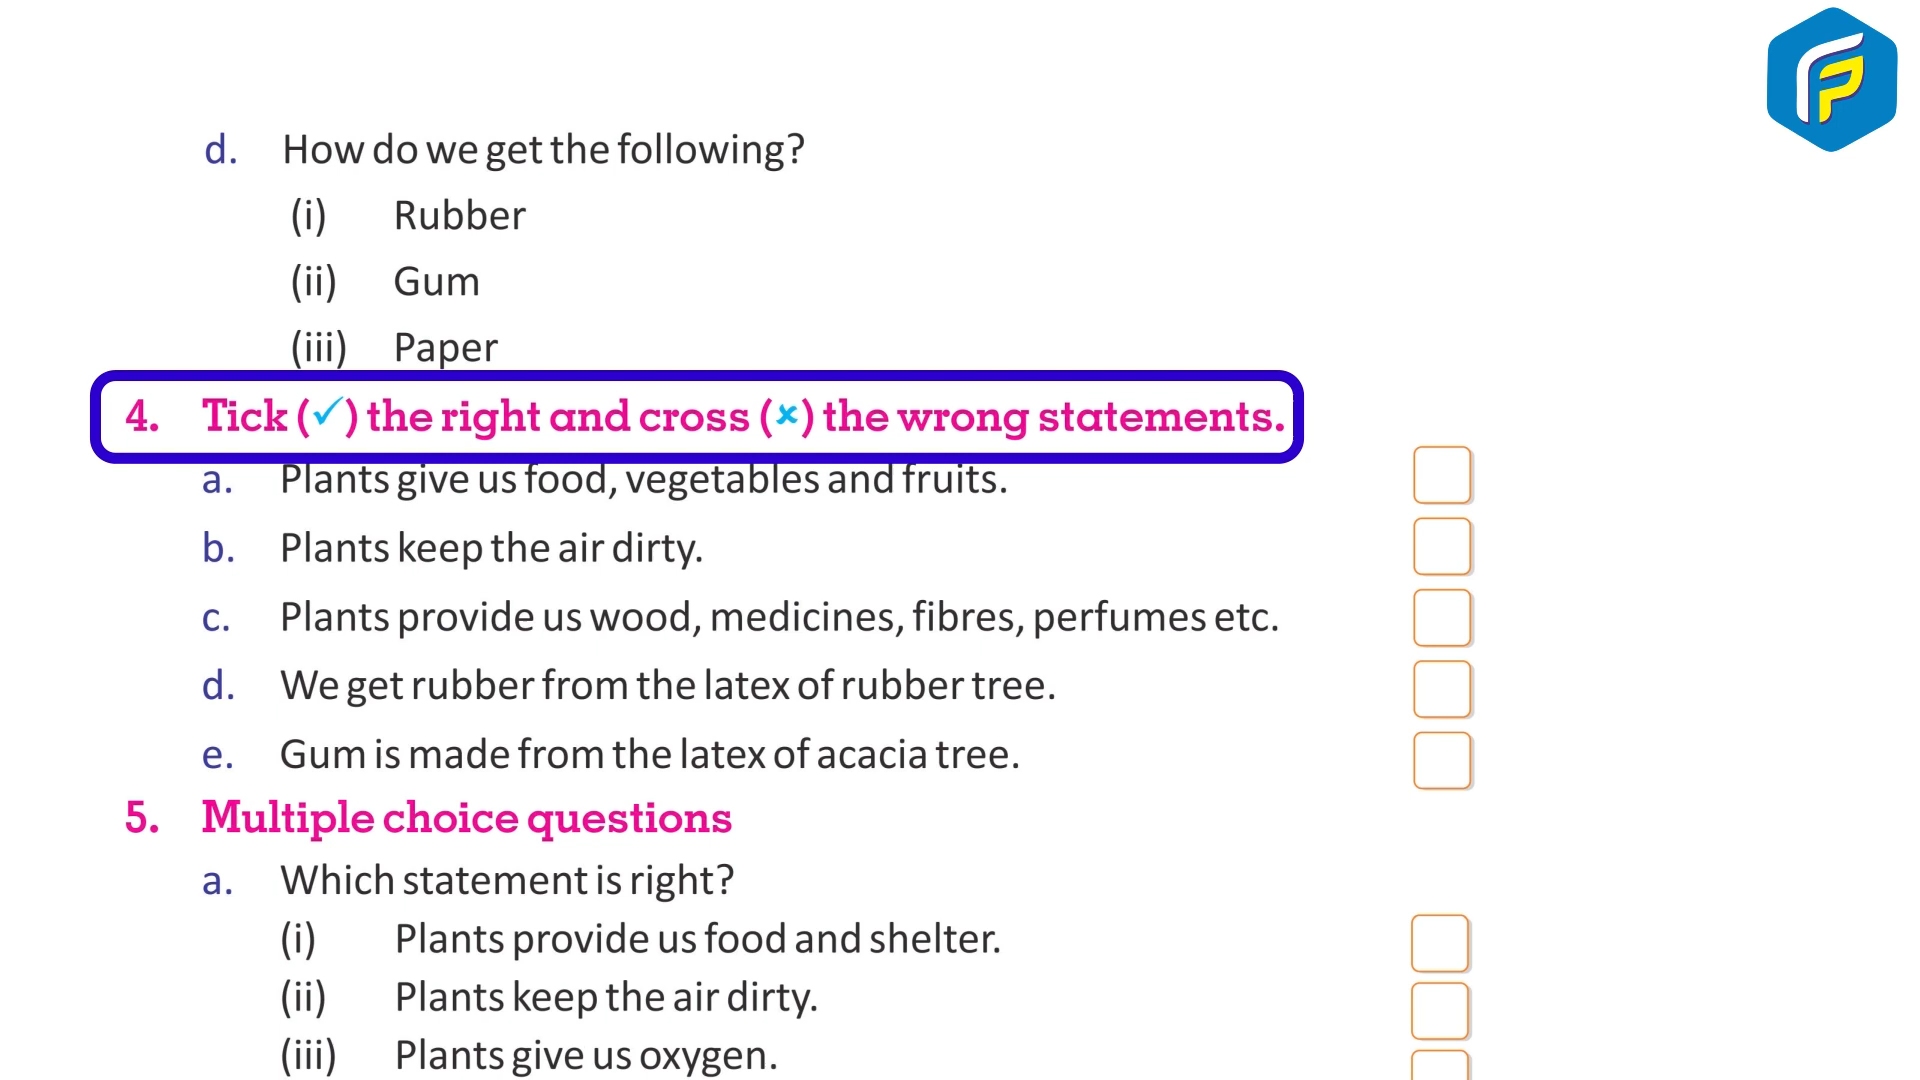 d. How do we get the following?
(i) Rubber
(ii) Gum
(iii) Paper
4. Tick (✓) the right and cross (✗) the wrong statements.
a. Plants give us food, vegetables and fruits.
b. Plants keep the air dirty.
c. Plants provide us wood, medicines, fibres, perfumes etc.
d. We get rubber from the latex of rubber tree.
e. Gum is made from the latex of acacia tree.
5. Multiple choice questions
a. Which statement is right?
(i) Plants provide us food and shelter.
(ii) Plants keep the air dirty.
(iii) Plants give us oxygen.